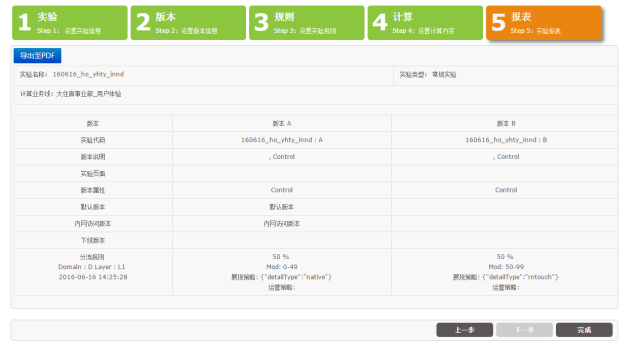 1 实验
Step 1: 设置实验信息
2 版本
Step 2: 设置版本信息
3 规则
Step 3: 设置实验规则
4 计算
Step 4: 设置计算内容
5 报表
Step 5: 实验报表
导出至PDF
实验名称: 160616_ho_yhty_innd 实验类型: 常规实验
计算业务线: 大住宿事业部_用户体验
版本 版本 A 版本 B
实验代码 160616_ho_yhty_innd : A 160616_ho_yhty_innd : B
版本说明 , Control , Control
实验页面
版本属性 Control Control
默认版本 默认版本
内网访问版本 内网访问版本
下线版本
分流规则 50 % 50 %
Domain : D Layer : L1 Mod: 0-49 Mod: 50-99
2016-06-16 14:25:28 展现策略: {"detailType":"native"} 展现策略: {"detailType":"mtouch"}
运营策略: 运营策略:
上一步 下一步 完成